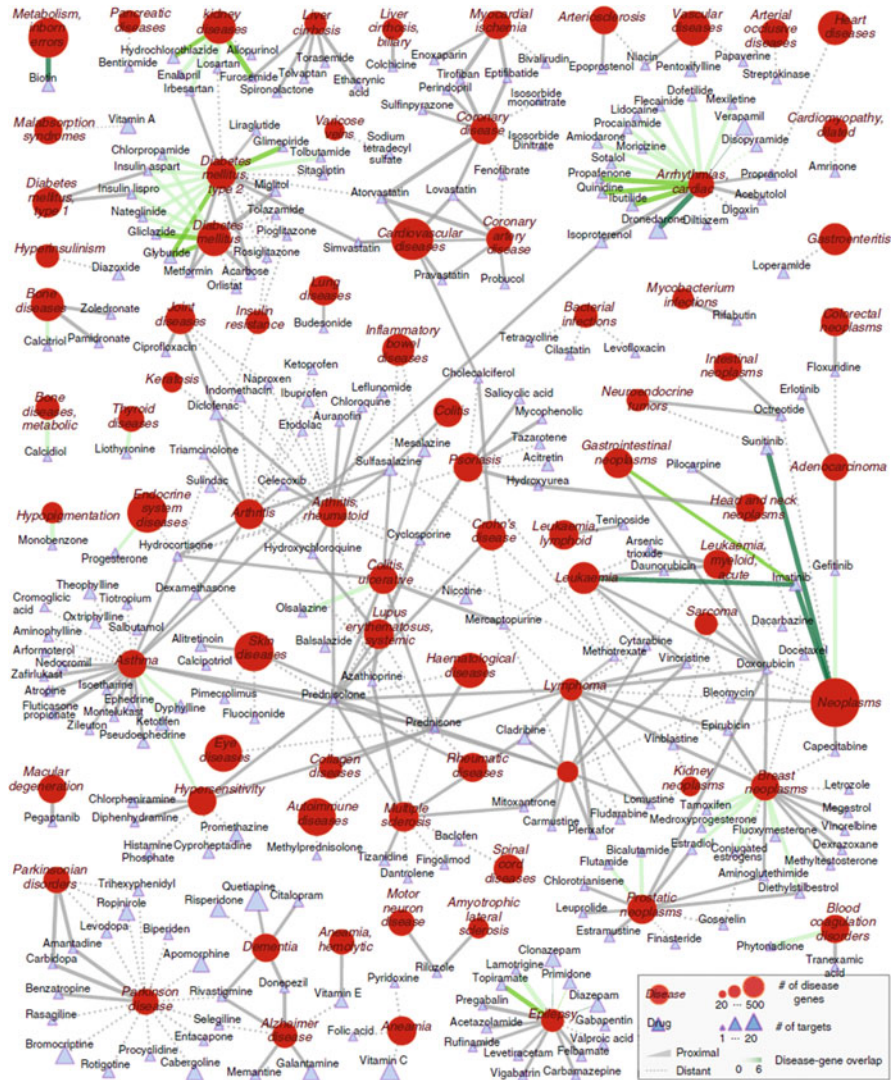 Metabolism,
inborn
errors
Biotin
Pancreatic
diseases
Bentiromide
kidney
diseases
Hydrochlorothiazide
Allopurinol
Enalapril
Losartan
Irbesartan
Furosemide
Spironolactone
Liver
cirrhosis
Torasemide
Tolvaptan
Ethacrynic
acid
Liver
cirrhosis, biliary
Colchicine
Myocardial
ischamia
Enoxaparin
Tirofiban
Perindopril
Eptifibatide
Bivalirudin
Isosorbide
mononitrate
Sulfinpyrazone
Arteriosclerosis
Epoprostenol
Niacin
Vascular
diseases
Pentoxifylline
Papaverine
Arterial
occlusive
diseases
Streptokinase
Heart
diseases
Malabsorption
syndromes
Vitamin A
Liraglutide
Glimepiride
Tolbutamide
Sitagliptin
Varicose
veins
Sodium
tetradecyl
sulfate
Coronary
disease
Isosorbide
Dinitrate
Fenofibrate
Dofetilide
Flecainide
Mexiletine
Lidocaine
Verapamil
Procainamide
Amiodarone
Moricizine
Disopyramide
Sotalol
Propafenone
Quinidine
Ibutilide
Arrhythmias,
cardiac
Propranolol
Acebutolol
Digoxin
Diltiazem
Dronedarone
Isoproterenol
Cardiomyopathy,
dilated
Amrinone
Chlorpropamide
Insulin aspart
Insulin lispro
Nateglinide
Gliclazide
Glyburide
Metformin
Diabetes
mellitus,
type 2
Diabetes
mellitus,
type 1
Diabetes
mellitus
Miglitol
Tolazamide
Pioglitazone
Rosiglitazone
Acarbose
Orlistat
Atorvastatin
Lovastatin
Simvastatin
Cardiovascular
diseases
Pravastatin
Coronary
artery
disease
Probucol
Gastroenteritis
Loperamide
Hyperinsulinism
Diazoxide
Bone
diseases
Zoledronate
Calcitriol
Pamidronate
Joint
diseases
Ciprofloxacin
Insulin
resistance
Lung
diseases
Budesonide
Inflammatory
bowel
diseases
Cholecalciferol
Bacterial
infections
Tetracycline
Cilastatin
Levofloxacin
Mycobacterium
infections
Rifabutin
Colorectal
neoplasms
Floxuridine
Intestinal
neoplasms
Erlotinib
Octreotide
Sunitinib
Neuroendocrine
tumors
Bone
diseases,
metabolic
Calcidiol
Keratosis
Thyroid
diseases
Liothyronine
Indomethacin
Diclofenac
Triamcinolone
Sulindac
Naproxen
Ketoprofen
Ibuprofen
Etodolac
Leflunomide
Chloroquine
Auranofin
Celecoxib
Colitis
Mesalazine
Sulfasalazine
Psoriasis
Salicyclic acid
Mycophenolic
Tazarotene
Acitretin
Hydroxyurea
Gastrointestinal
neoplasms
Pilocarpine
Head and neck
neoplasms
Adenocarcinoma
Gefitinib
Hypopigmentation
Monobenzone
Endocrine
system
diseases
Progesterone
Hydrocortisone
Dexamethasone
Arthritis
Arthritis,
rheumatoid
Hydroxychloroquine
Cyclosporine
Crohn's
disease
Leukaemia,
lymphoid
Teniposide
Arsenic
trioxide
Daunorubicin
Leukaemia,
myeloid,
acute
Imatinib
Leukaemia
Colitis,
ulcerative
Olsalazine
Balsalazide
Azathioprine
Lupus
erythematosus,
systemic
Nicotine
Mercaptopurine
Methotrexate
Cytarabine
Sarcoma
Dacarbazine
Docetaxel
Doxorubicin
Vincristine
Bleomycin
Epirubicin
Vinblastine
Neoplasms
Capecitabine
Theophylline
Cromoglicic
acid
Tiotropium
Oxtriphylline
Aminophylline
Salbutamol
Arformoterol
Nedocromil
Zafirlukast
Asthma
Atropine
Isoetharine
Ephedrine
Montelukast
Fluticasone
propionate
Zileuton
Ketotifen
Pseudoephedrine
Dyphylline
Alitretinoin
Calcipotriol
Skin
diseases
Pimecrolimus
Fluocinonide
Prednisolone
Prednisone
Haematological
diseases
Lymphoma
Cladribine
Eye
diseases
Collagen
diseases
Rheumatic
diseases
Macular
degeneration
Pegaptanib
Hypersensitivity
Chlorpheniramine
Diphenhydramine
Promethazine
Histamine
Phosphate
Cyproheptadine
Autoimmune
diseases
Methylprednisolone
Multiple
sclerosis
Mitoxantrone
Carmustine
Plerixafor
Fludarabine
Lomustine
Kidney
neoplasms
Breast
neoplasms
Tamoxifen
Medroxyprogesterone
Estradiol
Fluoxymesterone
Conjugated
estrogens
Letrozole
Megestrol
Vinorelbine
Dexrazoxane
Methyltestosterone
Aminoglutethimide
Diethylstilbestrol
Tizanidine
Dantrolene
Fingolimod
Baclofen
Spinal
cord
diseases
Bicalutamide
Flutamide
Chlorotrianisene
Leuprolide
Estramustine
Prostatic
neoplasms
Finasteride
Goserelin
Blood
coagulation
disorders
Phytonadione
Tranexamic
acid
Parkinsonian
disorders
Trihexyphenidyl
Ropinirole
Levodopa
Biperiden
Amantadine
Carbidopa
Apomorphine
Benzatropine
Rasagiline
Bromocriptine
Rotigotine
Parkinson
disease
Procyclidine
Cabergoline
Entacapone
Selegiline
Rivastigmine
Quetiapine
Risperidone
Citalopram
Dementia
Donepezil
Alzheimer
disease
Memantine
Galantamine
Anaemia,
hemolytic
Vitamin E
Folic acid
Motor
neuron
disease
Pyridoxine
Riluzole
Anaemia
Vitamin C
Amyotrophic
lateral
sclerosis
Clonazepam
Lamotrigine
Topiramate
Primidone
Pregabalin
Diazepam
Acetazolamide
Gabapentin
Rufinamide
Epilepsy
Valproic acid
Levetiracetam
Felbamate
Vigabatrin
Carbamazepine
Disease
20 ... 500
# of disease
genes
Drug
1 ... 20
# of targets
Proximal
Distant
0 6
Disease-gene overlap